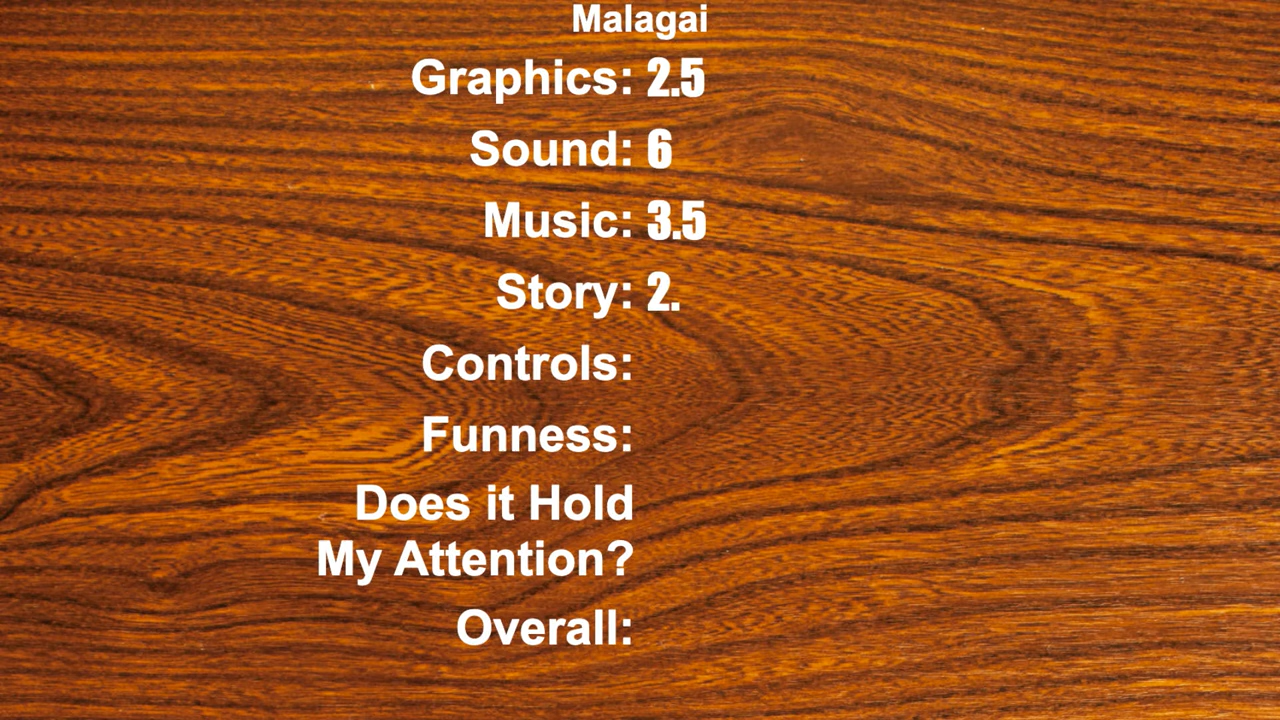 Malagai
Graphics: 2.5
Sound: 6
Music: 3.5
Story: 2.
Controls:
Funness:
Does it Hold
My Attention?
Overall: